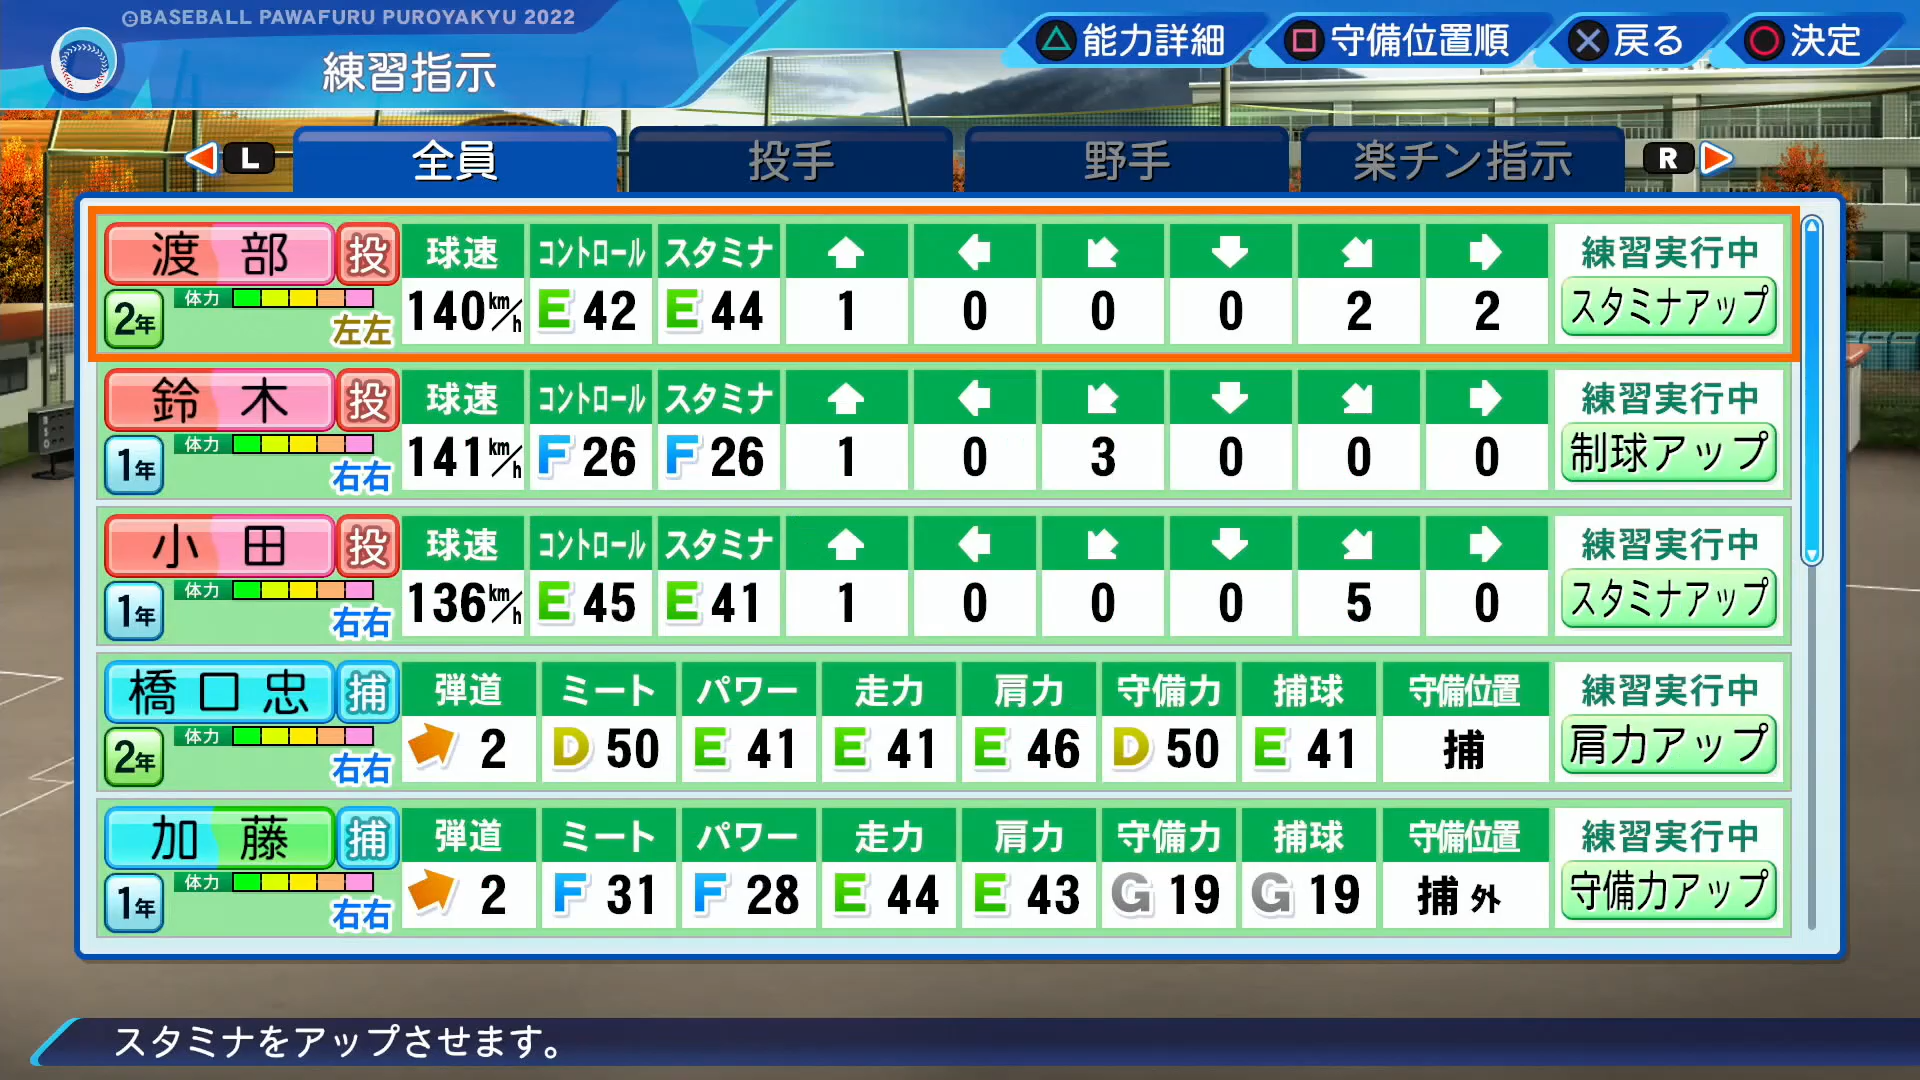 eBASEBALL PAWAFURU PUROYAKYU 2022
練習指示
能力詳細 守備位置順 戻る 決定
L 全員 投手 野手 楽チン指示 R
渡部 投 球速 コントロール スタミナ 練習実行中
2年 体力 左左 140km/h E 42 E 44 1 0 0 0 2 2 スタミナアップ
鈴木 投 球速 コントロール スタミナ 練習実行中
1年 体力 右右 141km/h F 26 F 26 1 0 3 0 0 0 制球アップ
小田 投 球速 コントロール スタミナ 練習実行中
1年 体力 右右 136km/h E 45 E 41 1 0 0 0 5 0 スタミナアップ
橋口忠 捕 弾道 ミート パワー 走力 肩力 守備力 捕球 守備位置 練習実行中
2年 体力 右右 2 D 50 E 41 E 41 E 46 D 50 E 41 捕 肩力アップ
加藤 捕 弾道 ミート パワー 走力 肩力 守備力 捕球 守備位置 練習実行中
1年 体力 右右 2 F 31 F 28 E 44 E 43 G 19 G 19 捕 外 守備力アップ
スタミナをアップさせます。